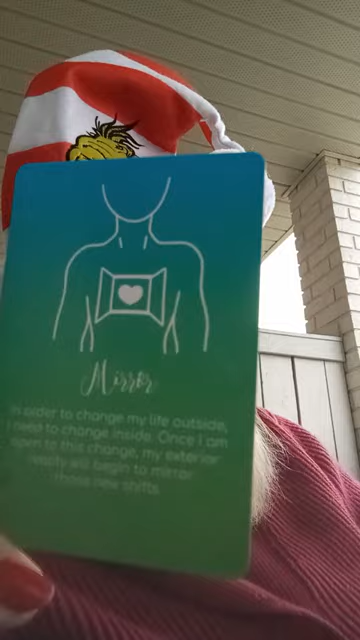 Mirror
In order to change my life outside,
I need to change inside. Once I am
open to this change, my exterior
reality will begin to mirror
those new shifts.